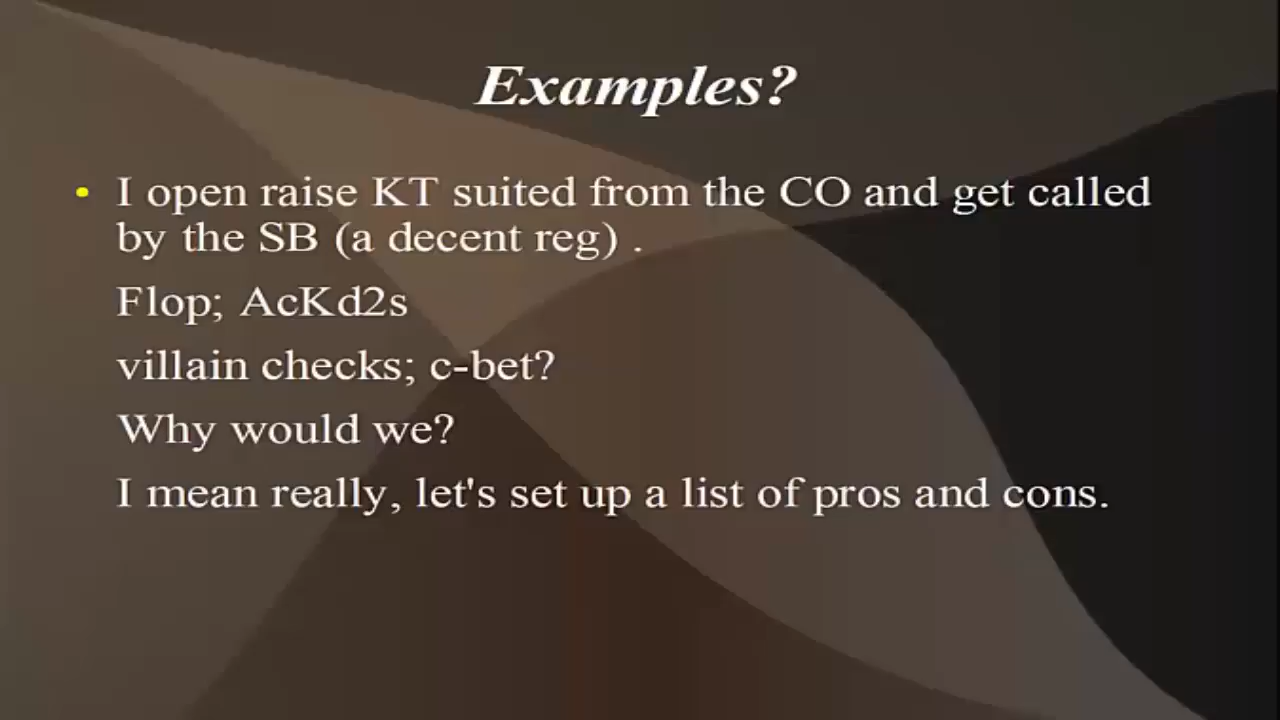 Examples?
• I open raise KT suited from the CO and get called
by the SB (a decent reg) .
Flop; AcKd2s
villain checks; c-bet?
Why would we?
I mean really, let's set up a list of pros and cons.